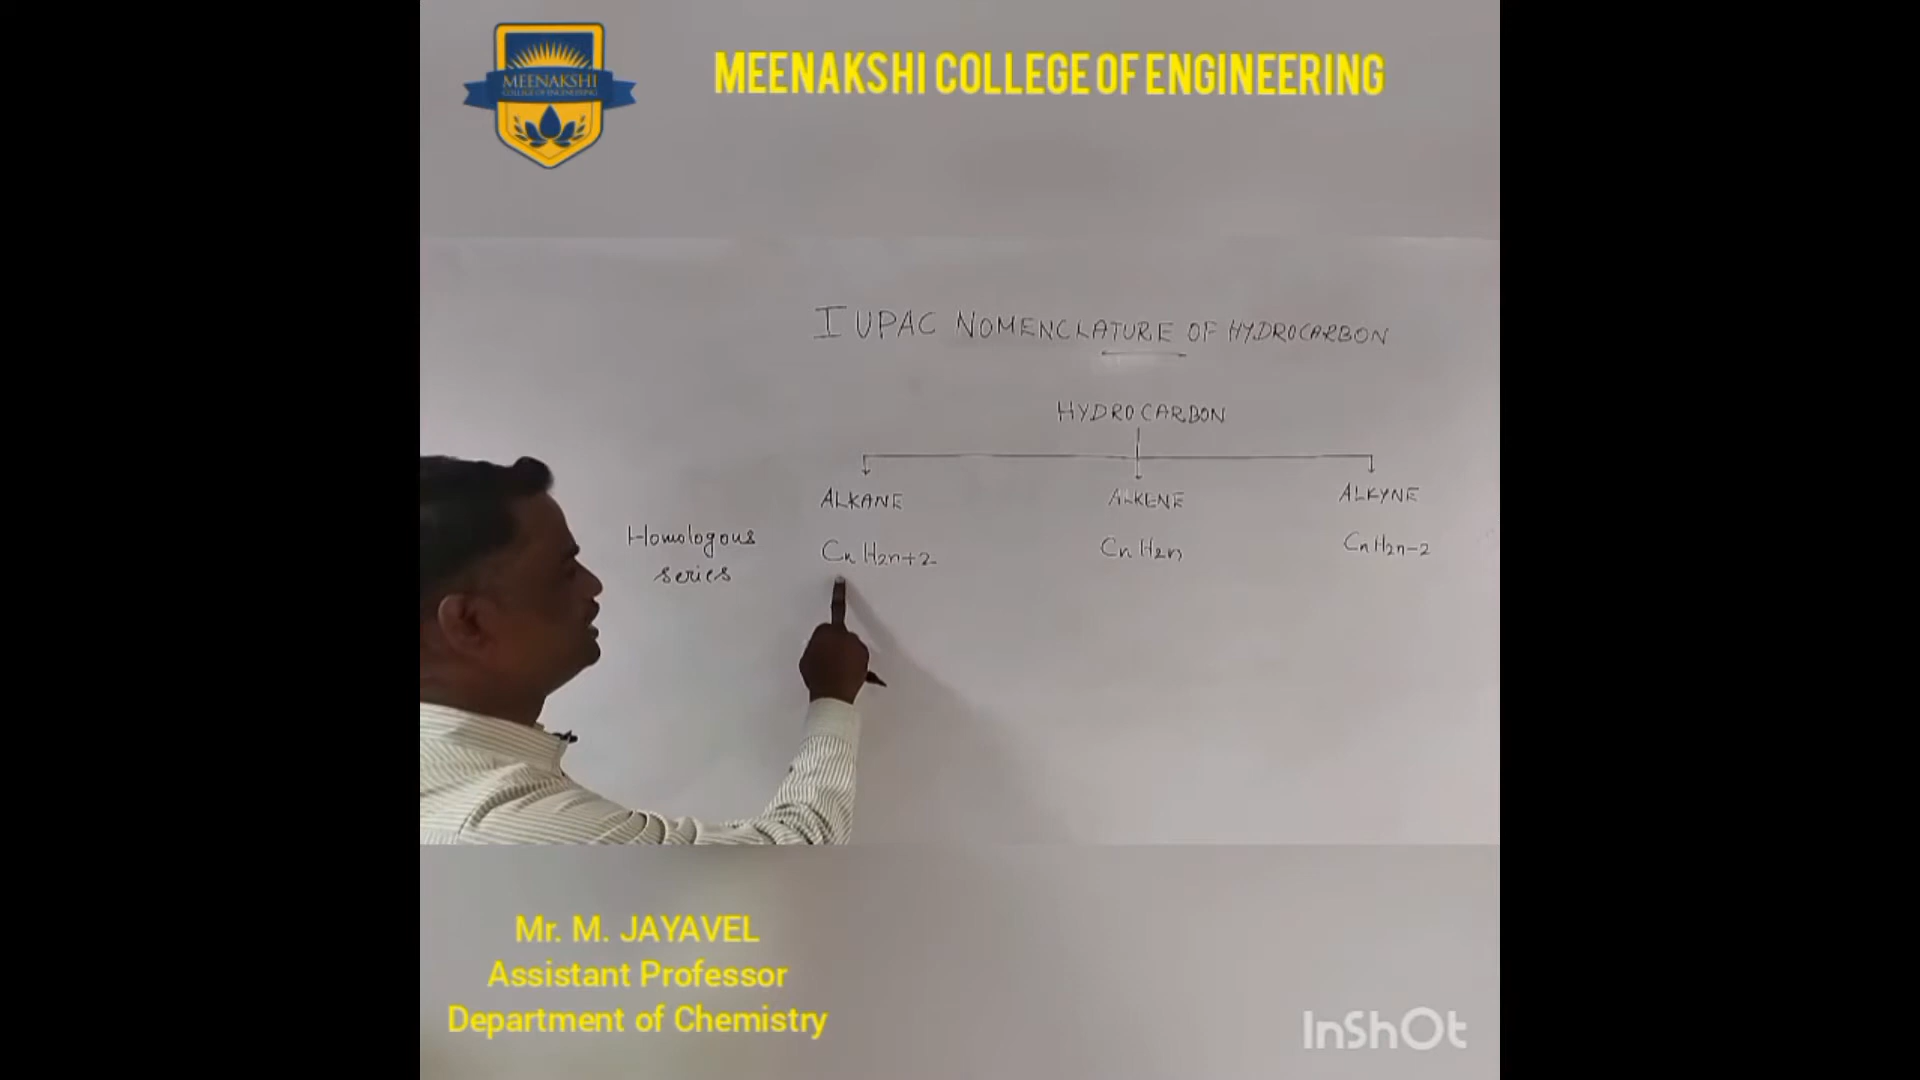 MEENAKSHI
COLLEGE OF ENGINEERING
MEENAKSHI COLLEGE OF ENGINEERING
IUPAC NOMENCLATURE OF HYDROCARBON
HYDROCARBON
ALKANE ALKENE ALKYNE
Homologous series
CnH2n+2 CnH2n CnH2n-2
Mr. M. JAYAVEL
Assistant Professor
Department of Chemistry
InShOt